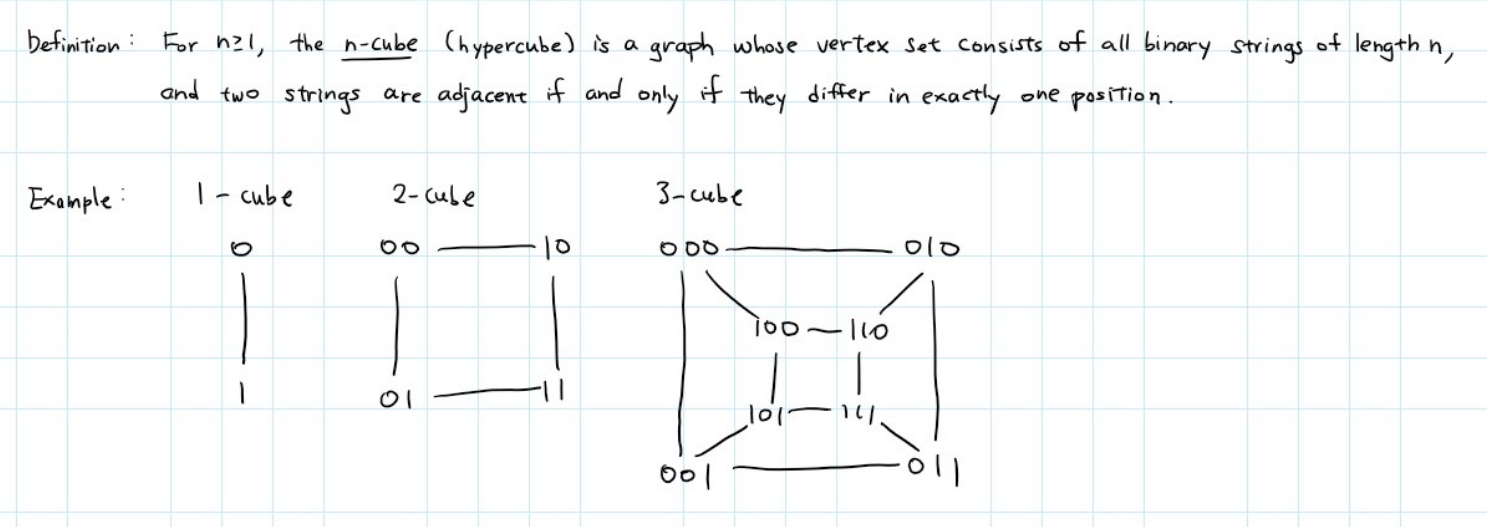 Definition: For n≥1, the n-cube (hypercube) is a graph whose vertex set consists of all binary strings of length n,
and two strings are adjacent if and only if they differ in exactly one position.
Example: 1-cube 2-cube 3-cube
0 00 10 000 010
100 110
1 01 11 101 111
001 011